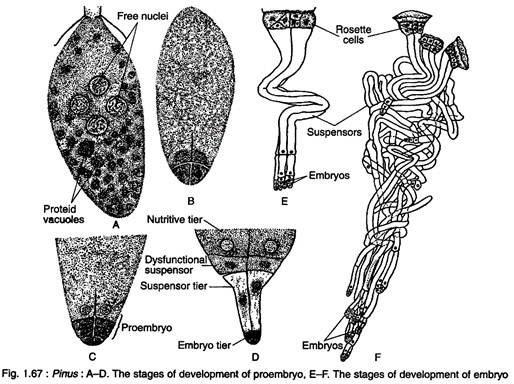 Free nuclei
Proteid
vacuoles
A
B
Rosette
cells
Suspensors
Embryos
E
Nutritive tier
Dysfunctional
suspensor
Suspensor tier
Embryo tier
Proembryo
C
D
Embryos
F
Fig. 1.67 : Pinus : A–D. The stages of development of proembryo, E–F. The stages of development of embryo